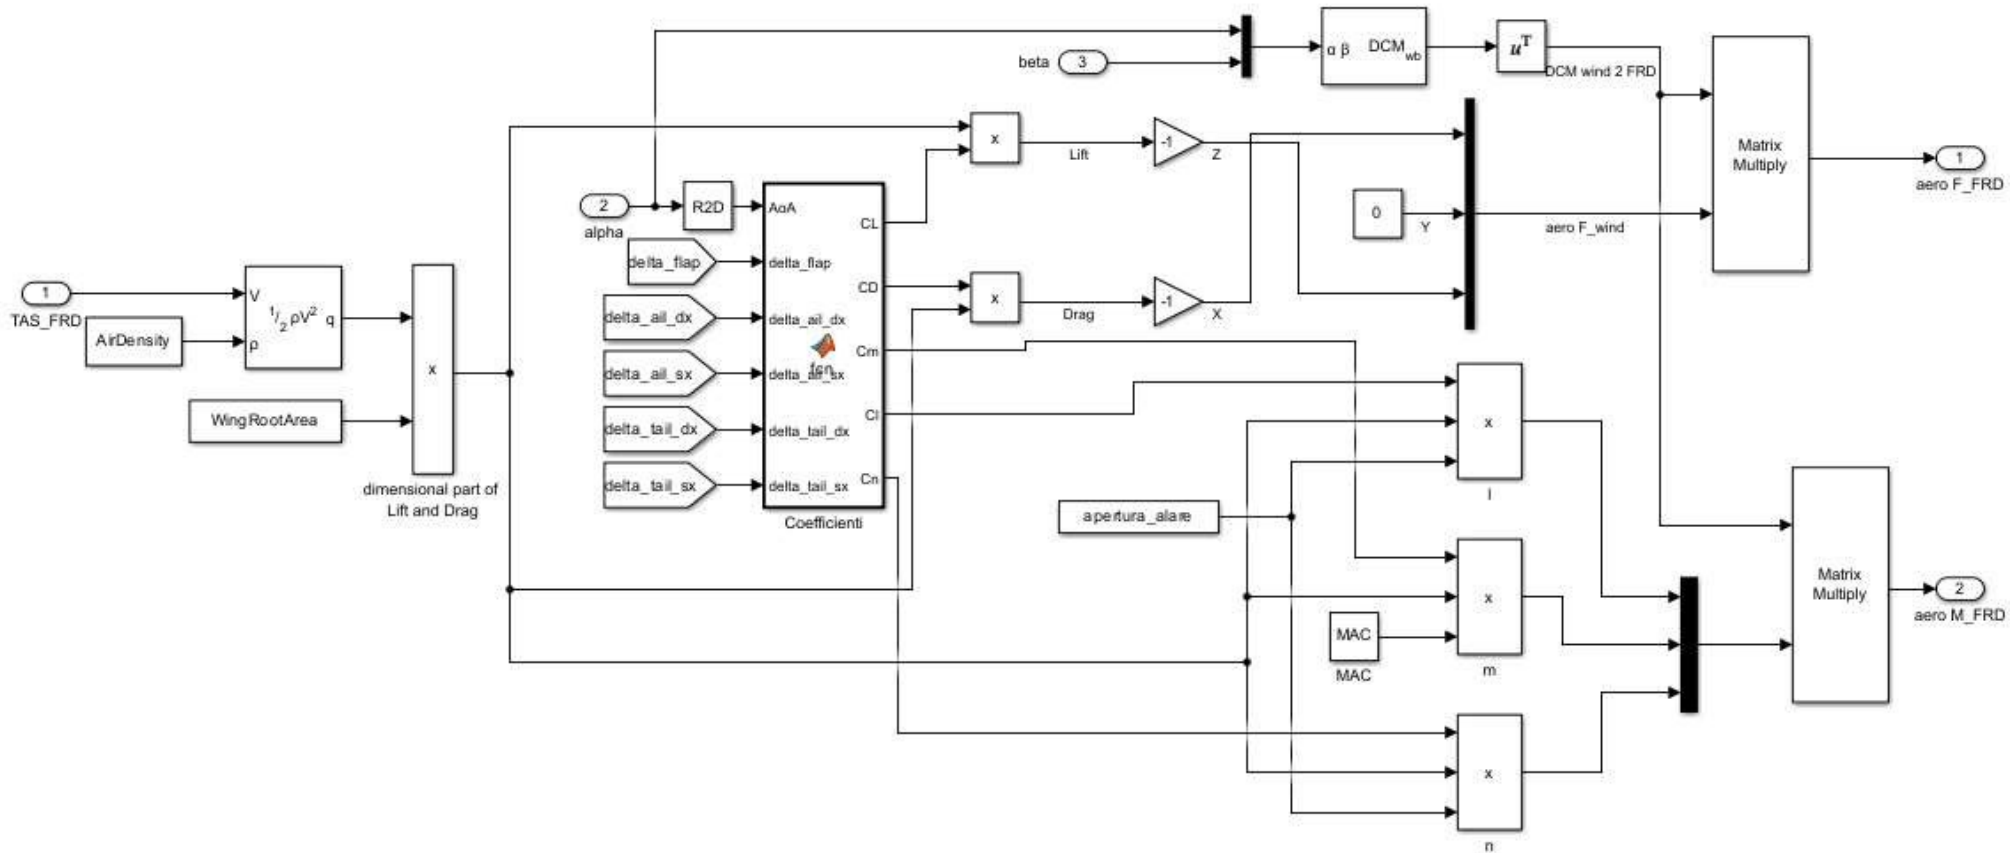 beta
3
α β
DCM
wb
u
T
DCM wind 2 FRD
Matrix
Multiply
1
aero F_FRD
x
Lift
-1
Z
0
Y
aero F_wind
2
alpha
R2D
AoA
CL
delta_flap
delta_flap
CD
x
Drag
-1
X
1
TAS_FRD
V
1/2 ρV2 q
AirDensity
ρ
x
WingRootArea
dimensional part of
Lift and Drag
delta_ail_dx
delta_ail_dx
Cm
fcn
delta_ail_sx
delta_ail_sx
Cl
delta_tail_dx
delta_tail_dx
Cn
delta_tail_sx
delta_tail_sx
Coefficienti
x
l
apertura_alare
x
m
MAC
MAC
x
n
Matrix
Multiply
2
aero M_FRD